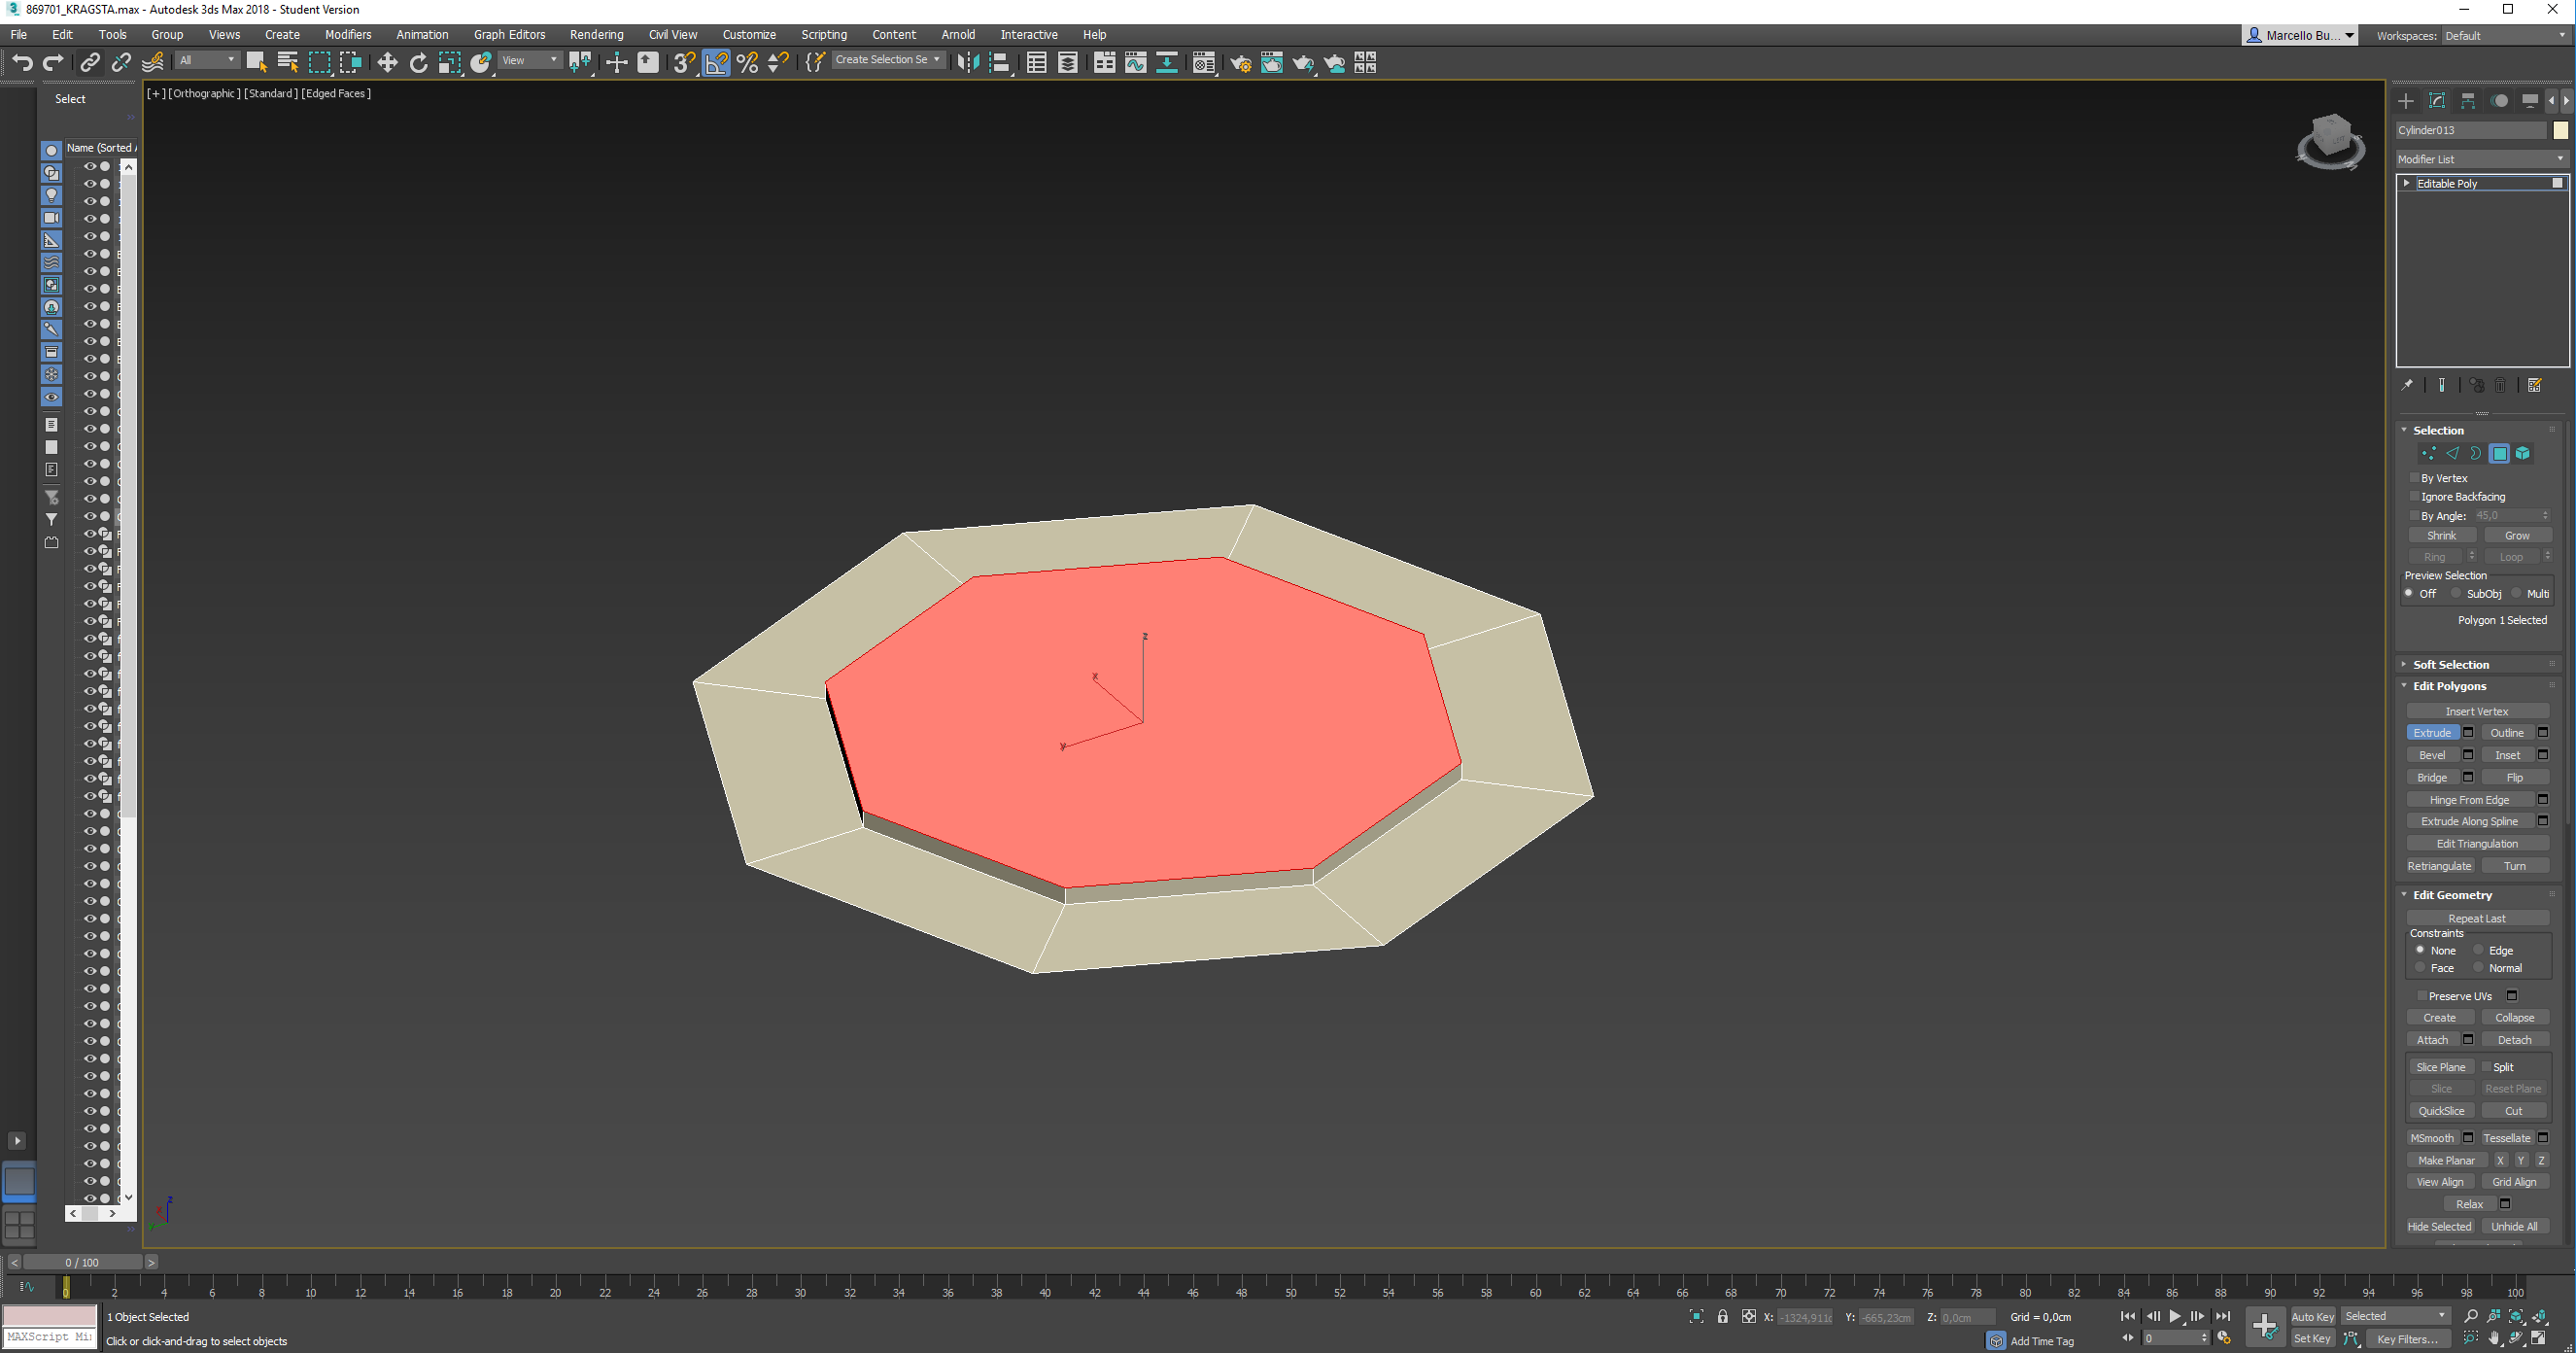 869701_KRAGSTA.max - Autodesk 3ds Max 2018 - Student Version
File Edit Tools Group Views Create Modifiers Animation Graph Editors Rendering Civil View Customize Scripting Content Arnold Interactive Help
Marcello Bu... Workspaces: Default
All View Create Selection Se
Select
[+] [Orthographic] [Standard] [Edged Faces]
Name (Sorted A
Cylinder013
Modifier List
Editable Poly
Selection
By Vertex
Ignore Backfacing
By Angle: 45,0
Shrink Grow
Ring Loop
Preview Selection
Off SubObj Multi
Polygon 1 Selected
Soft Selection
Edit Polygons
Insert Vertex
Extrude Outline
Bevel Inset
Bridge Flip
Hinge From Edge
Extrude Along Spline
Edit Triangulation
Retriangulate Turn
Edit Geometry
Repeat Last
Constraints
None Edge
Face Normal
Preserve UVs
Create Collapse
Attach Detach
Slice Plane Split
Slice Reset Plane
QuickSlice Cut
MSmooth Tessellate
Make Planar X Y Z
View Align Grid Align
Relax
Hide Selected Unhide All
z
x
y
0 / 100
0 2 4 6 8 10 12 14 16 18 20 22 24 26 28 30 32 34 36 38 40 42 44 46 48 50 52 54 56 58 60 62 64 66 68 70 72 74 76 78 80 82 84 86 88 90 92 94 96 98 100
1 Object Selected
X: -1324,911c Y: -665,23cm Z: 0,0cm Grid = 0,0cm
Auto Key Selected
MAXScript Mi
Click or click-and-drag to select objects
Add Time Tag
0
Set Key Key Filters...